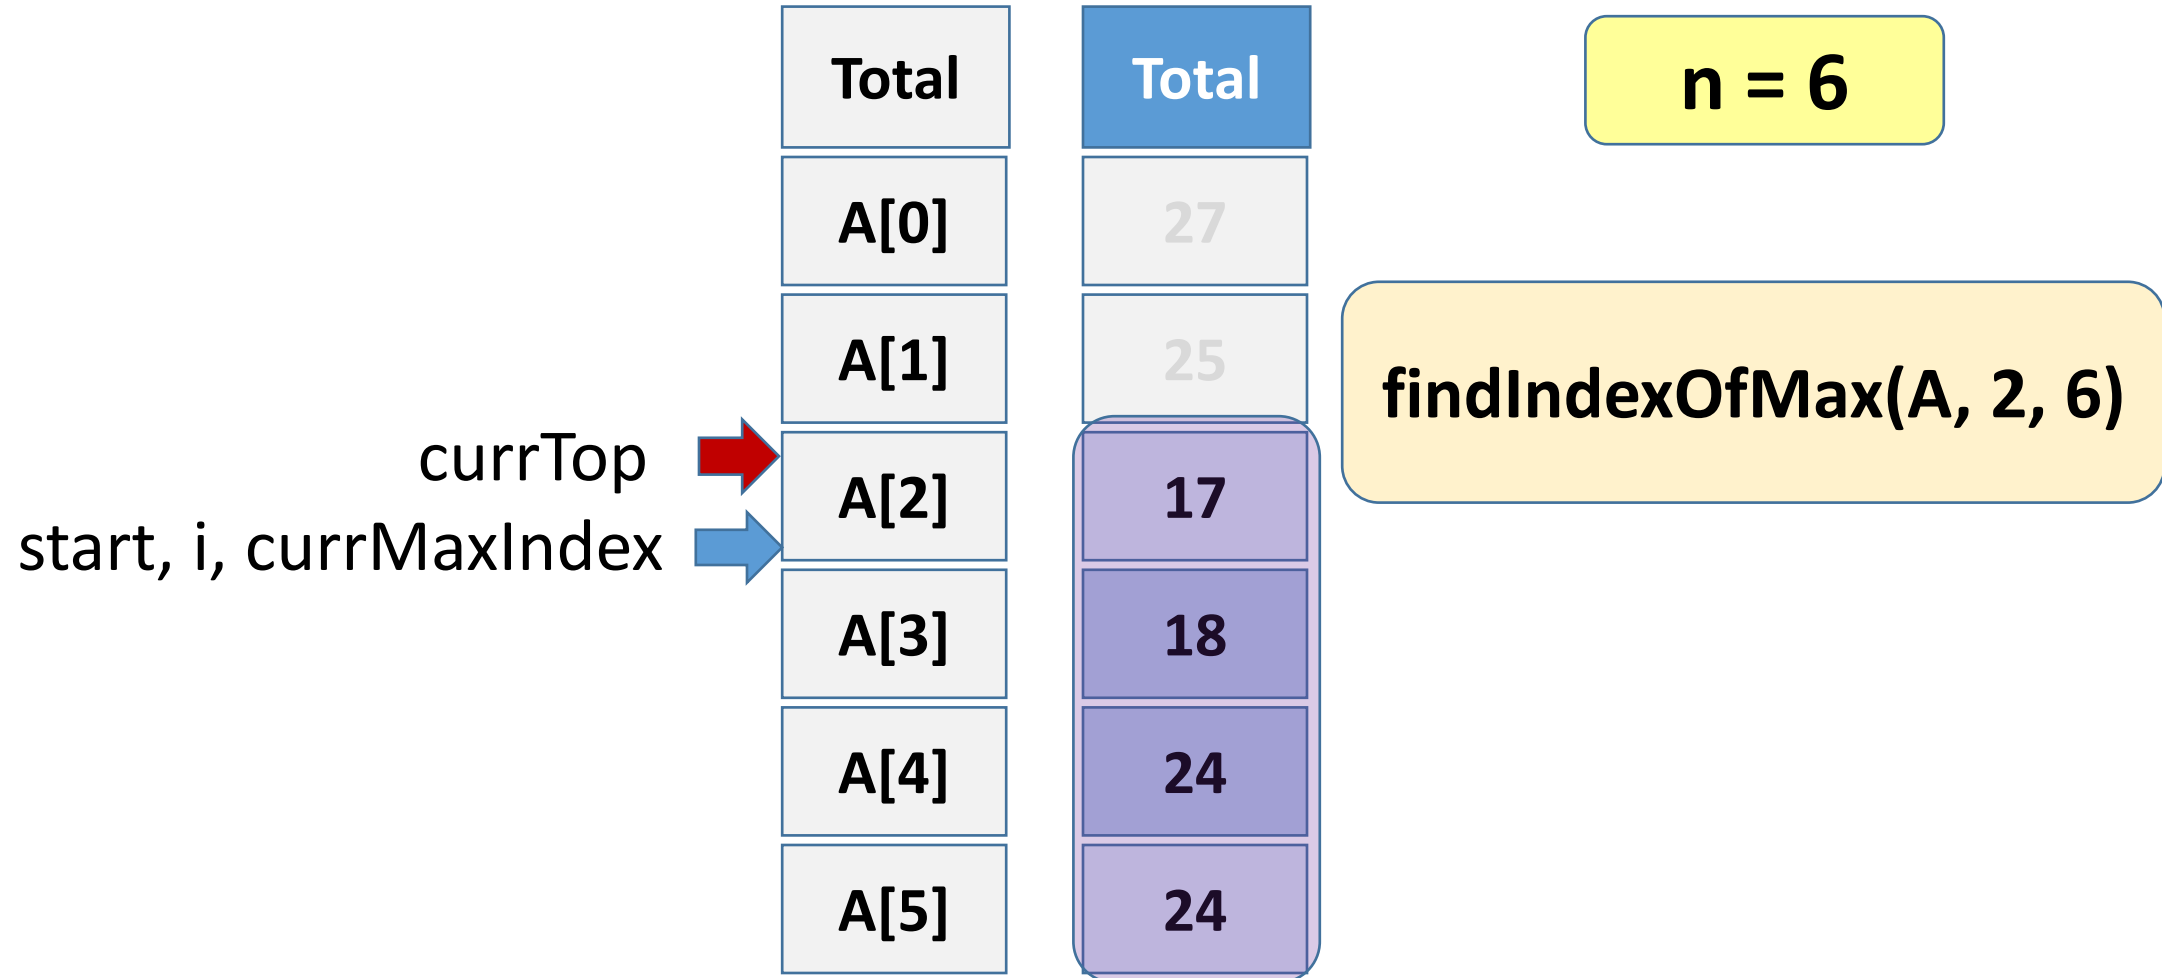 Total Total
n = 6
A[0] 27
A[1] 25
findIndexOfMax(A, 2, 6)
currTop
A[2] 17
start, i, currMaxIndex
A[3] 18
A[4] 24
A[5] 24